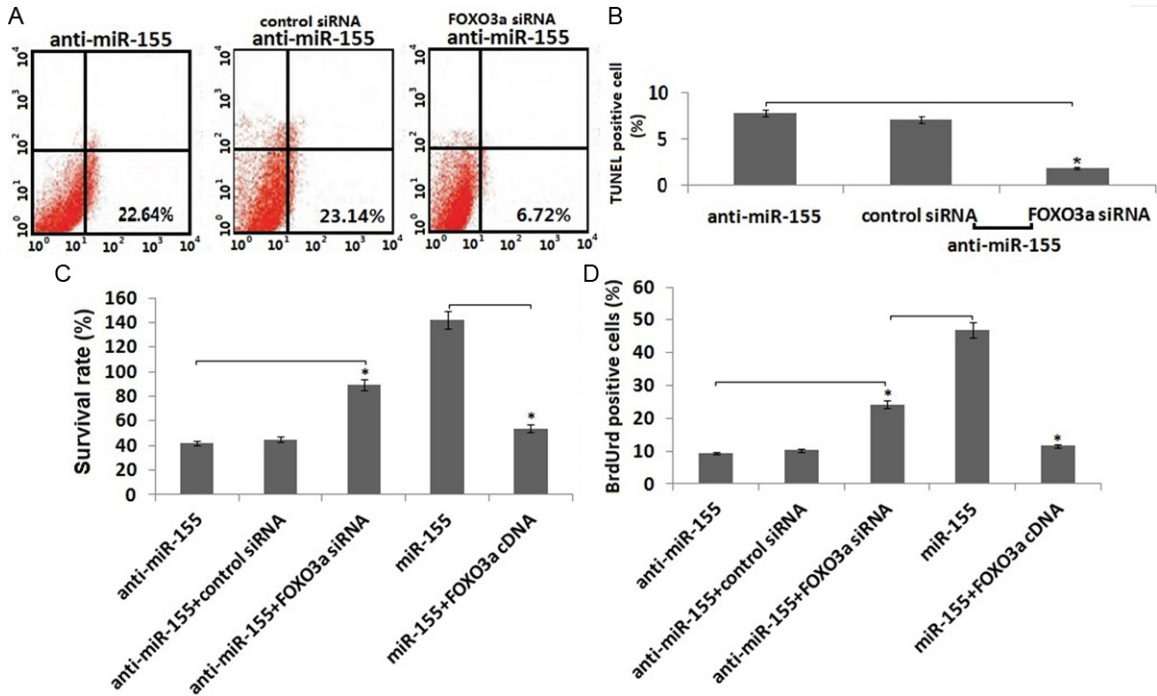 A
anti-miR-155
control siRNA
anti-miR-155
FOXO3a siRNA
anti-miR-155
10^4
10^3
10^2
10^1
10^0
22.64%
10^0 10^1 10^2 10^3 10^4
10^4
10^3
10^2
10^1
10^0
23.14%
10^0 10^1 10^2 10^3 10^4
10^4
10^3
10^2
10^1
10^0
6.72%
10^0 10^1 10^2 10^3 10^4
B
TUNEL positive cell
(%)
10
5
0
*
anti-miR-155
control siRNA
FOXO3a siRNA
anti-miR-155
C
Survival rate (%)
160
140
120
100
80
60
40
20
0
*
*
anti-miR-155
anti-miR-155+control siRNA
anti-miR-155+FOXO3a siRNA
miR-155
miR-155+FOXO3a cDNA
D
BrdUrd positive cells (%)
60
50
40
30
20
10
0
*
*
anti-miR-155
anti-miR-155+control siRNA
anti-miR-155+FOXO3a siRNA
miR-155
miR-155+FOXO3a cDNA